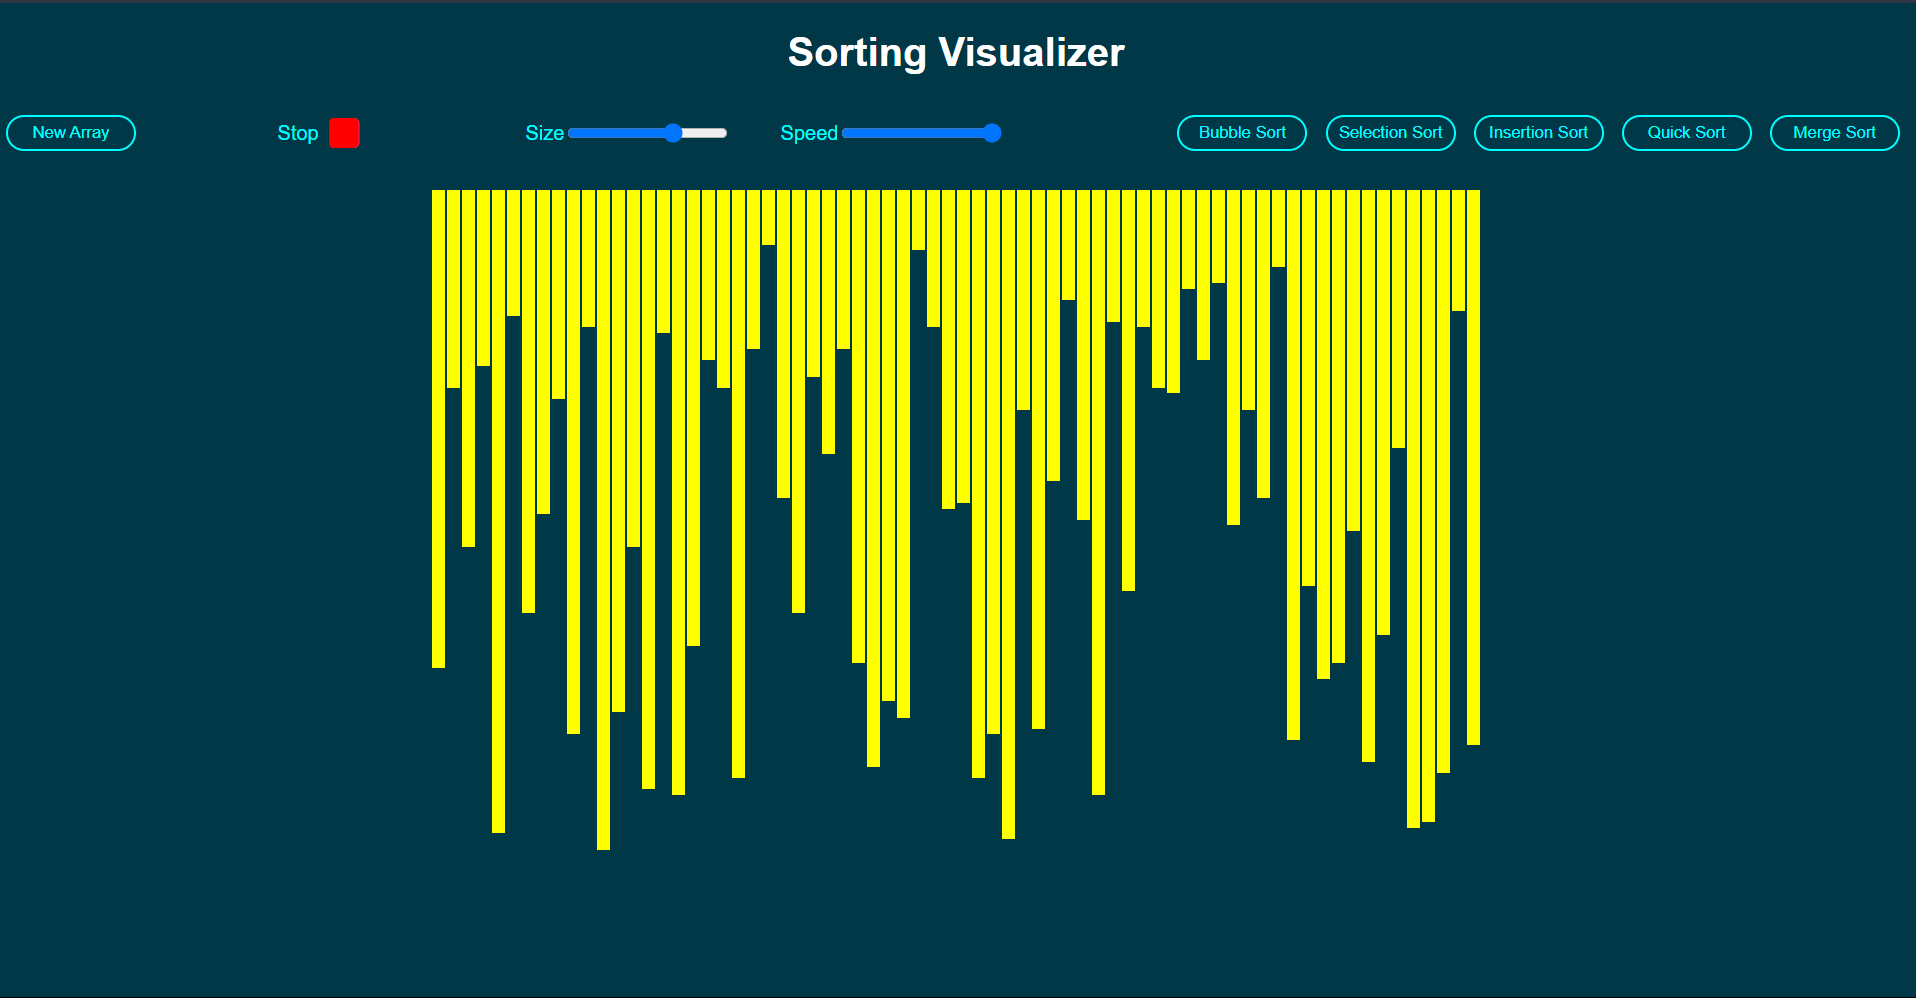 Sorting Visualizer
New Array
Stop
Size
Speed
Bubble Sort
Selection Sort
Insertion Sort
Quick Sort
Merge Sort